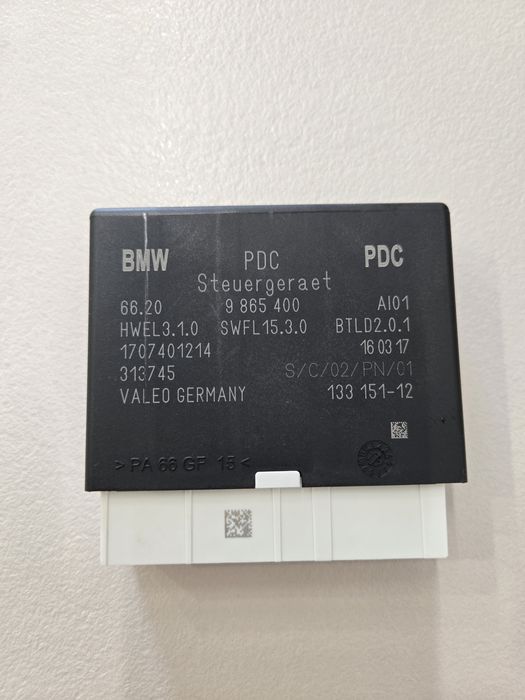 BMW PDC PDC
Steuergeraet
66.20 9 865 400 AI01
HWEL3.1.0 SWFL15.3.0 BTLD2.0.1
1707401214 16 03 17
313745 S/C/02/PN/01
VALEO GERMANY 133 151-12
>PA 66 GF 15<